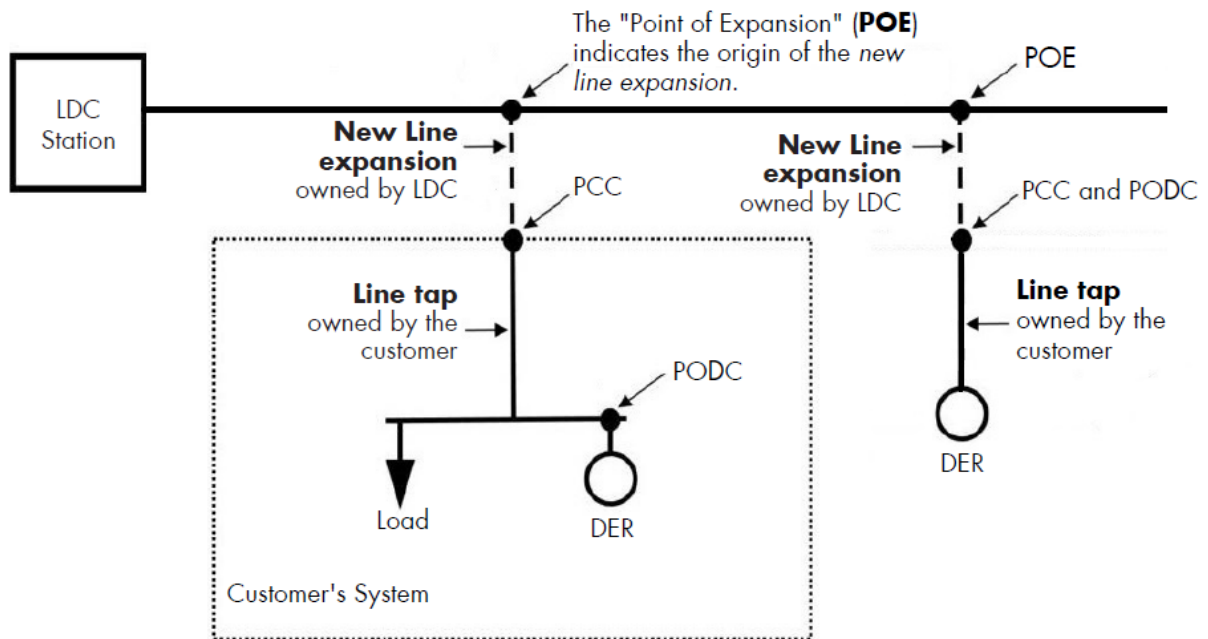 The "Point of Expansion" (POE)
indicates the origin of the new
line expansion.
POE
LDC
Station
New Line
expansion
owned by LDC
New Line
expansion
owned by LDC
PCC
PCC and PODC
Line tap
owned by the
customer
Line tap
owned by the
customer
PODC
DER
Load
DER
Customer's System